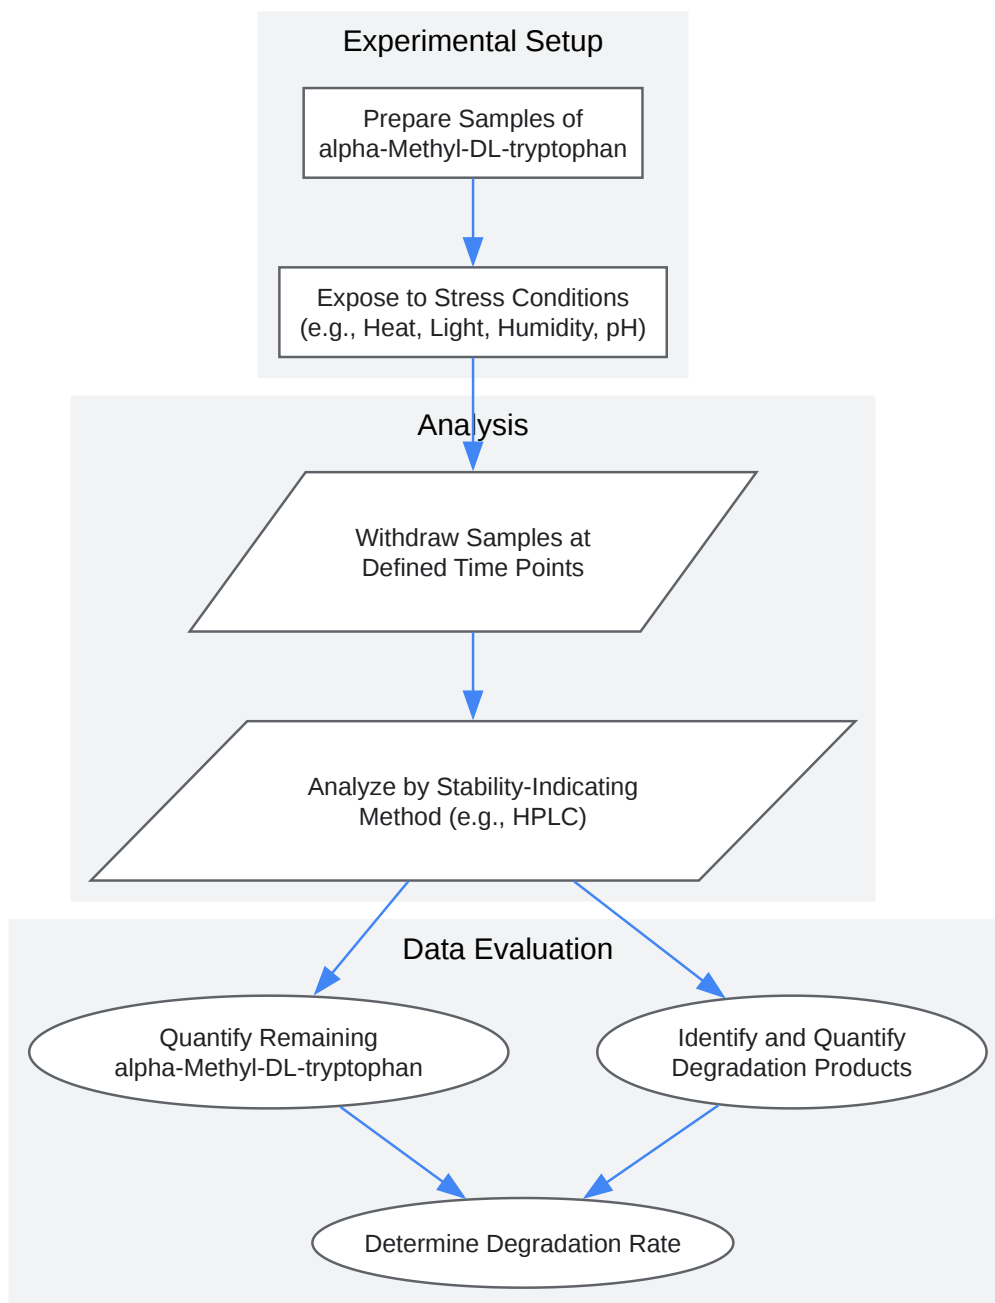 Experimental Setup
Prepare Samples of
alpha-Methyl-DL-tryptophan
Expose to Stress Conditions
(e.g., Heat, Light, Humidity, pH)
Analysis
Withdraw Samples at
Defined Time Points
Analyze by Stability-Indicating
Method (e.g., HPLC)
Data Evaluation
Quantify Remaining
alpha-Methyl-DL-tryptophan
Identify and Quantify
Degradation Products
Determine Degradation Rate